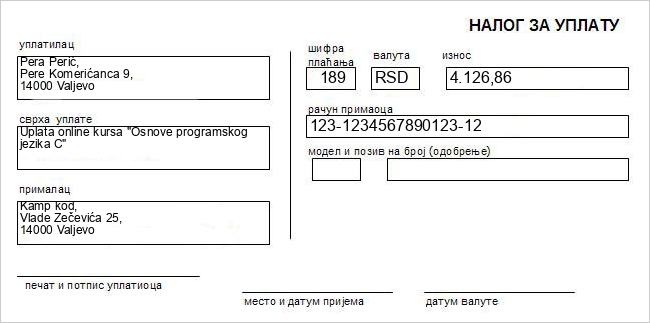 НАЛОГ ЗА УПЛАТУ
уплатилац
Pera Perić,
Pere Komerićanca 9,
14000 Valjevo
сврха уплате
Uplata online kursa "Osnove programskog
jezika C"
прималац
Kamp kod,
Vlade Zečevića 25,
14000 Valjevo
печат и потпис уплатиоца
шифра
плаћања
валута
износ
189
RSD
4.126,86
рачун примаоца
123-1234567890123-12
модел и позив на број (одобрење)
место и датум пријема
датум валуте